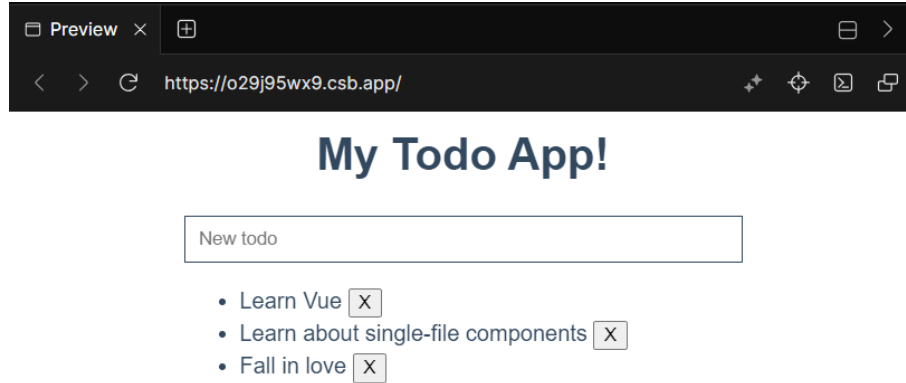 Preview
https://o29j95wx9.csb.app/
My Todo App!
New todo
Learn Vue X
Learn about single-file components X
Fall in love X